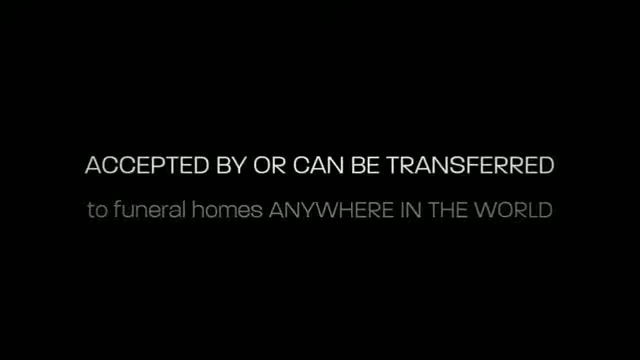 ACCEPTED BY OR CAN BE TRANSFERRED
to funeral homes ANYWHERE IN THE WORLD